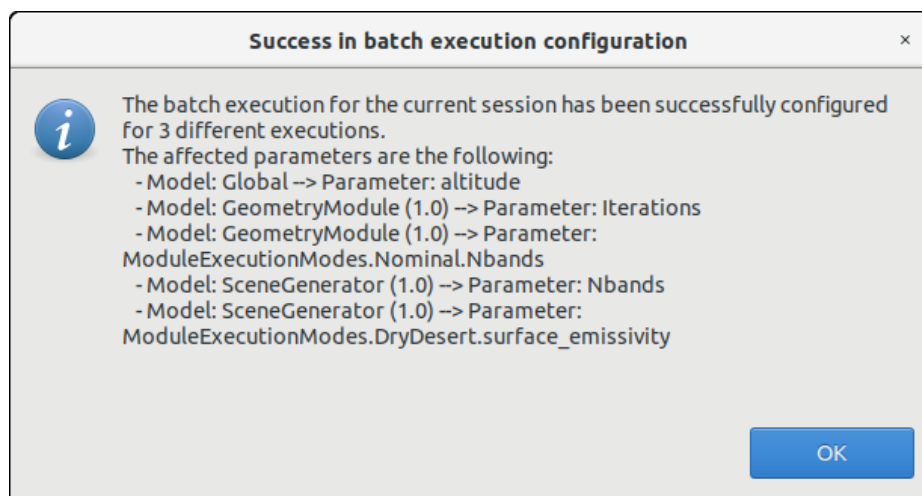 Success in batch execution configuration
×
i
The batch execution for the current session has been successfully configured
for 3 different executions.
The affected parameters are the following:
- Model: Global --> Parameter: altitude
- Model: GeometryModule (1.0) --> Parameter: Iterations
- Model: GeometryModule (1.0) --> Parameter:
ModuleExecutionModes.Nominal.Nbands
- Model: SceneGenerator (1.0) --> Parameter: Nbands
- Model: SceneGenerator (1.0) --> Parameter:
ModuleExecutionModes.DryDesert.surface_emissivity
OK